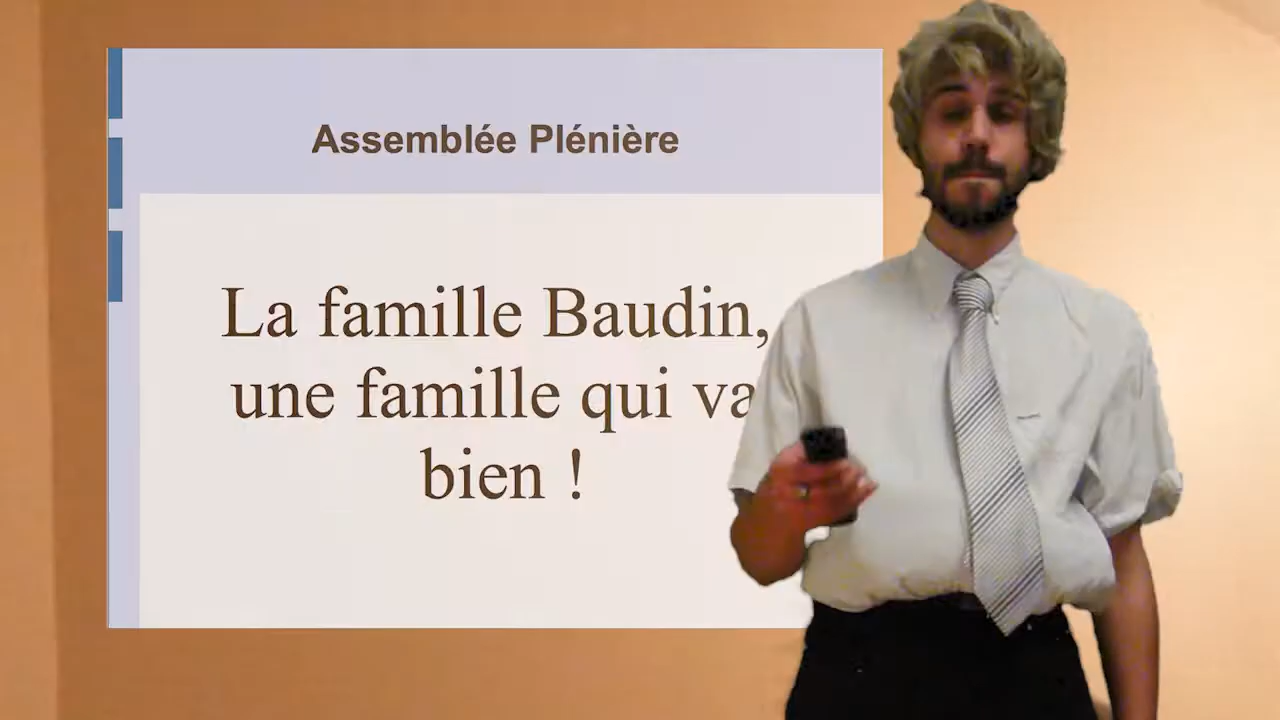 Assemblée Plénière
La famille Baudin,
une famille qui va
bien !